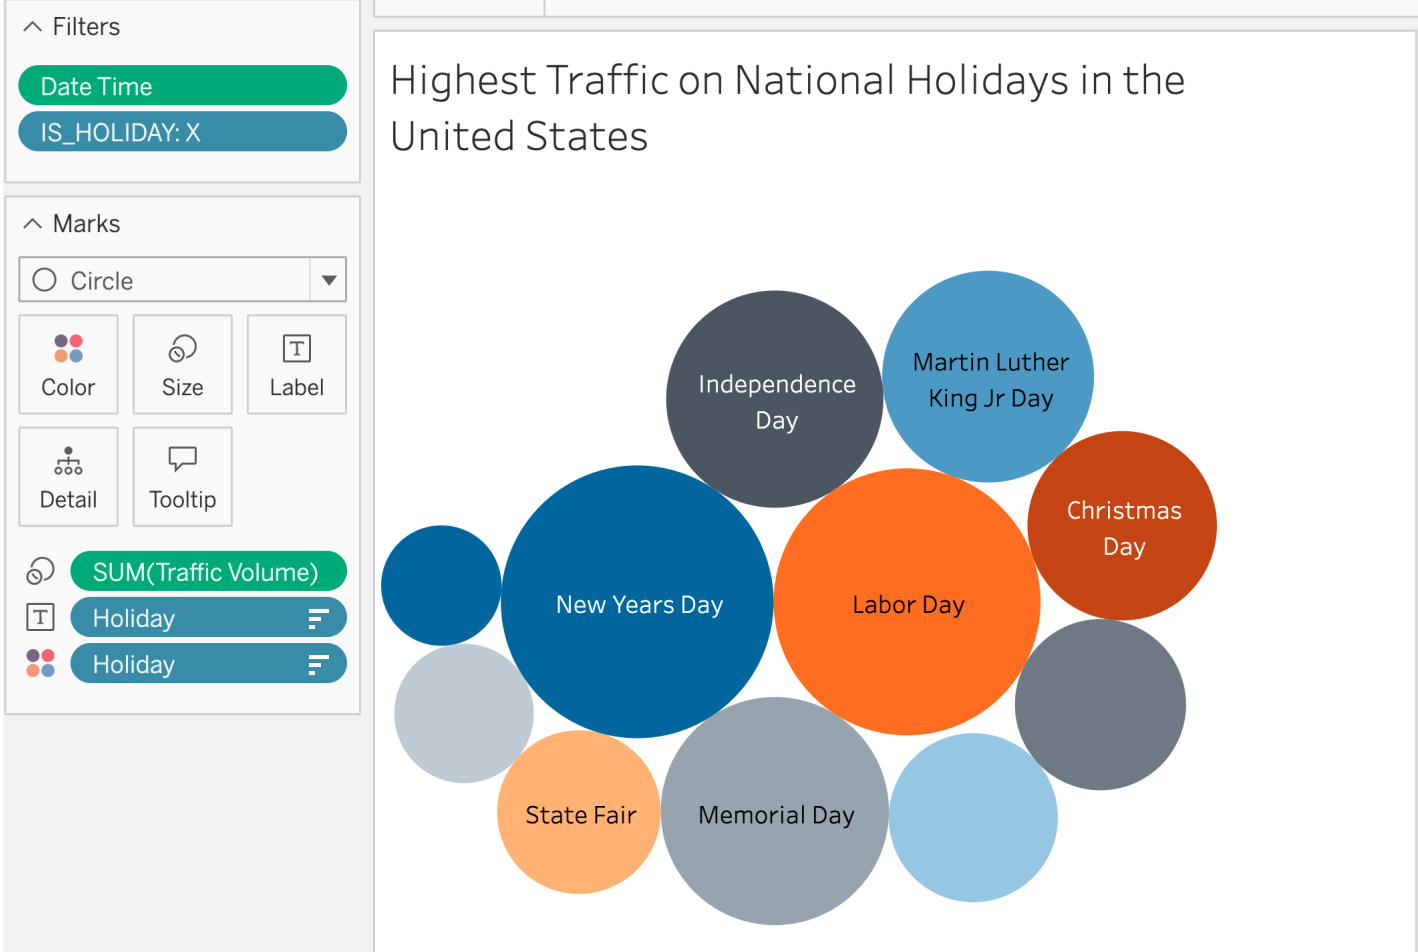 Filters
Date Time
IS_HOLIDAY: X
Marks
Circle
Color
Size
T
Label
Detail
Tooltip
SUM(Traffic Volume)
T
Holiday
Holiday
Highest Traffic on National Holidays in the
United States
Independence
Day
Martin Luther
King Jr Day
Christmas
Day
New Years Day
Labor Day
State Fair
Memorial Day